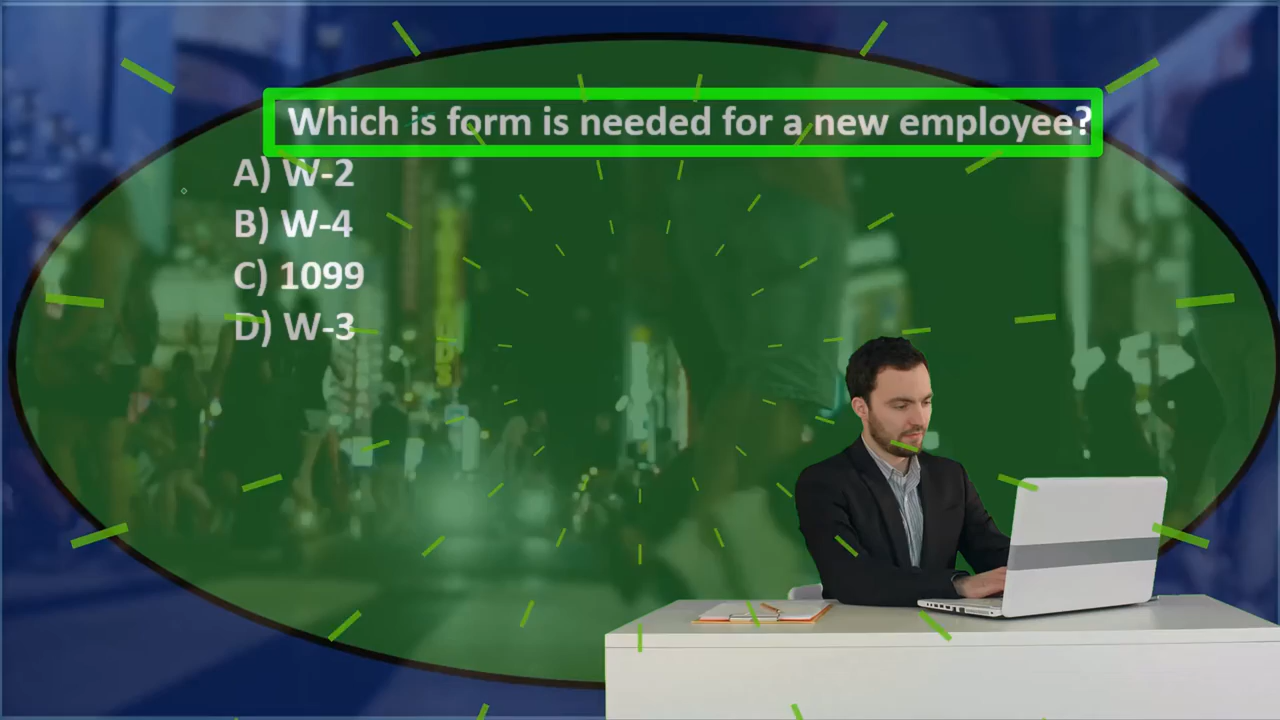 Which is form is needed for a new employee?
A) W-2
B) W-4
C) 1099
D) W-3